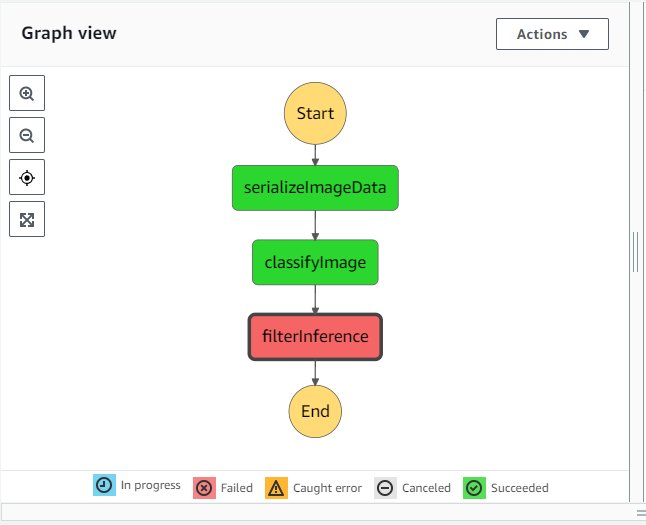 Graph view
Actions
Start
serializeImageData
classifyImage
filterInference
End
In progress
Failed
Caught error
Canceled
Succeeded